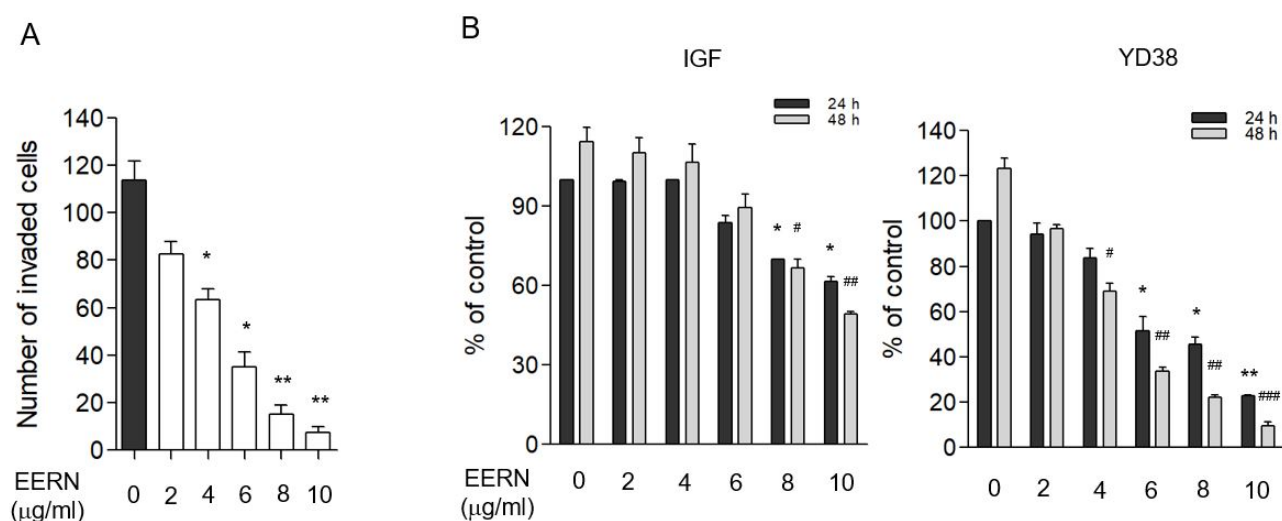 A
Number of invaded cells
140
120
100
80
60
40
20
0
*
*
**
**
EERN
(μg/ml)
0 2 4 6 8 10
B
IGF
24 h
48 h
% of control
120
90
60
30
0
* #
* ##
EERN
(μg/ml)
0 2 4 6 8 10
YD38
24 h
48 h
% of control
140
120
100
80
60
40
20
0
#
* ##
* ##
** ###
0 2 4 6 8 10